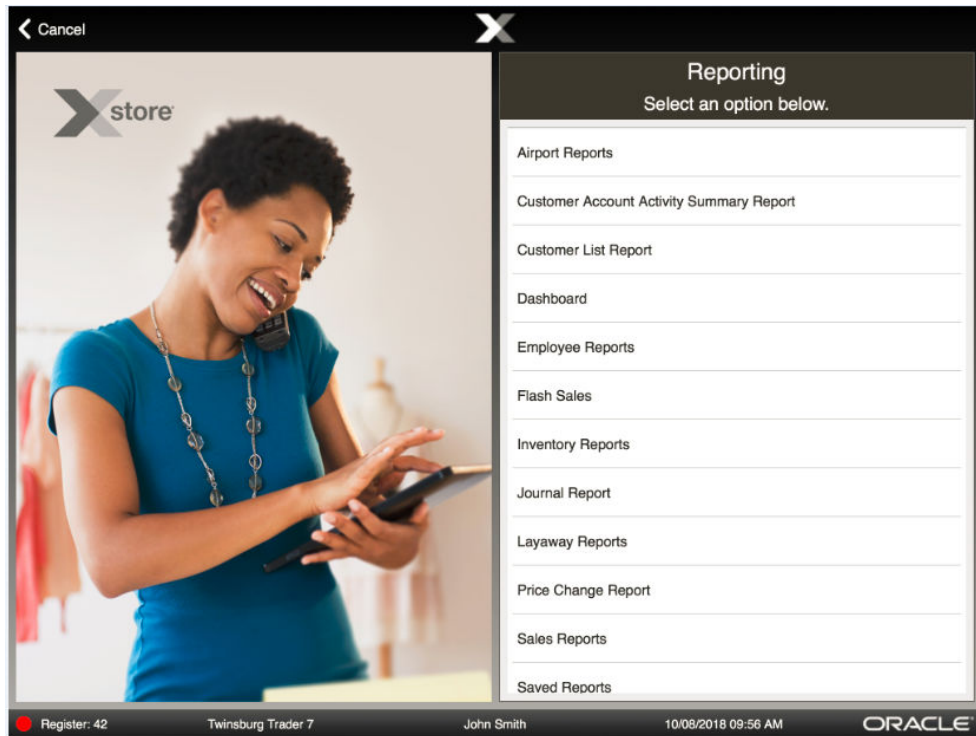 Cancel
X
Xstore
Reporting
Select an option below.
Airport Reports
Customer Account Activity Summary Report
Customer List Report
Dashboard
Employee Reports
Flash Sales
Inventory Reports
Journal Report
Layaway Reports
Price Change Report
Sales Reports
Saved Reports
Register: 42 Twinsburg Trader 7 John Smith 10/08/2018 09:56 AM ORACLE